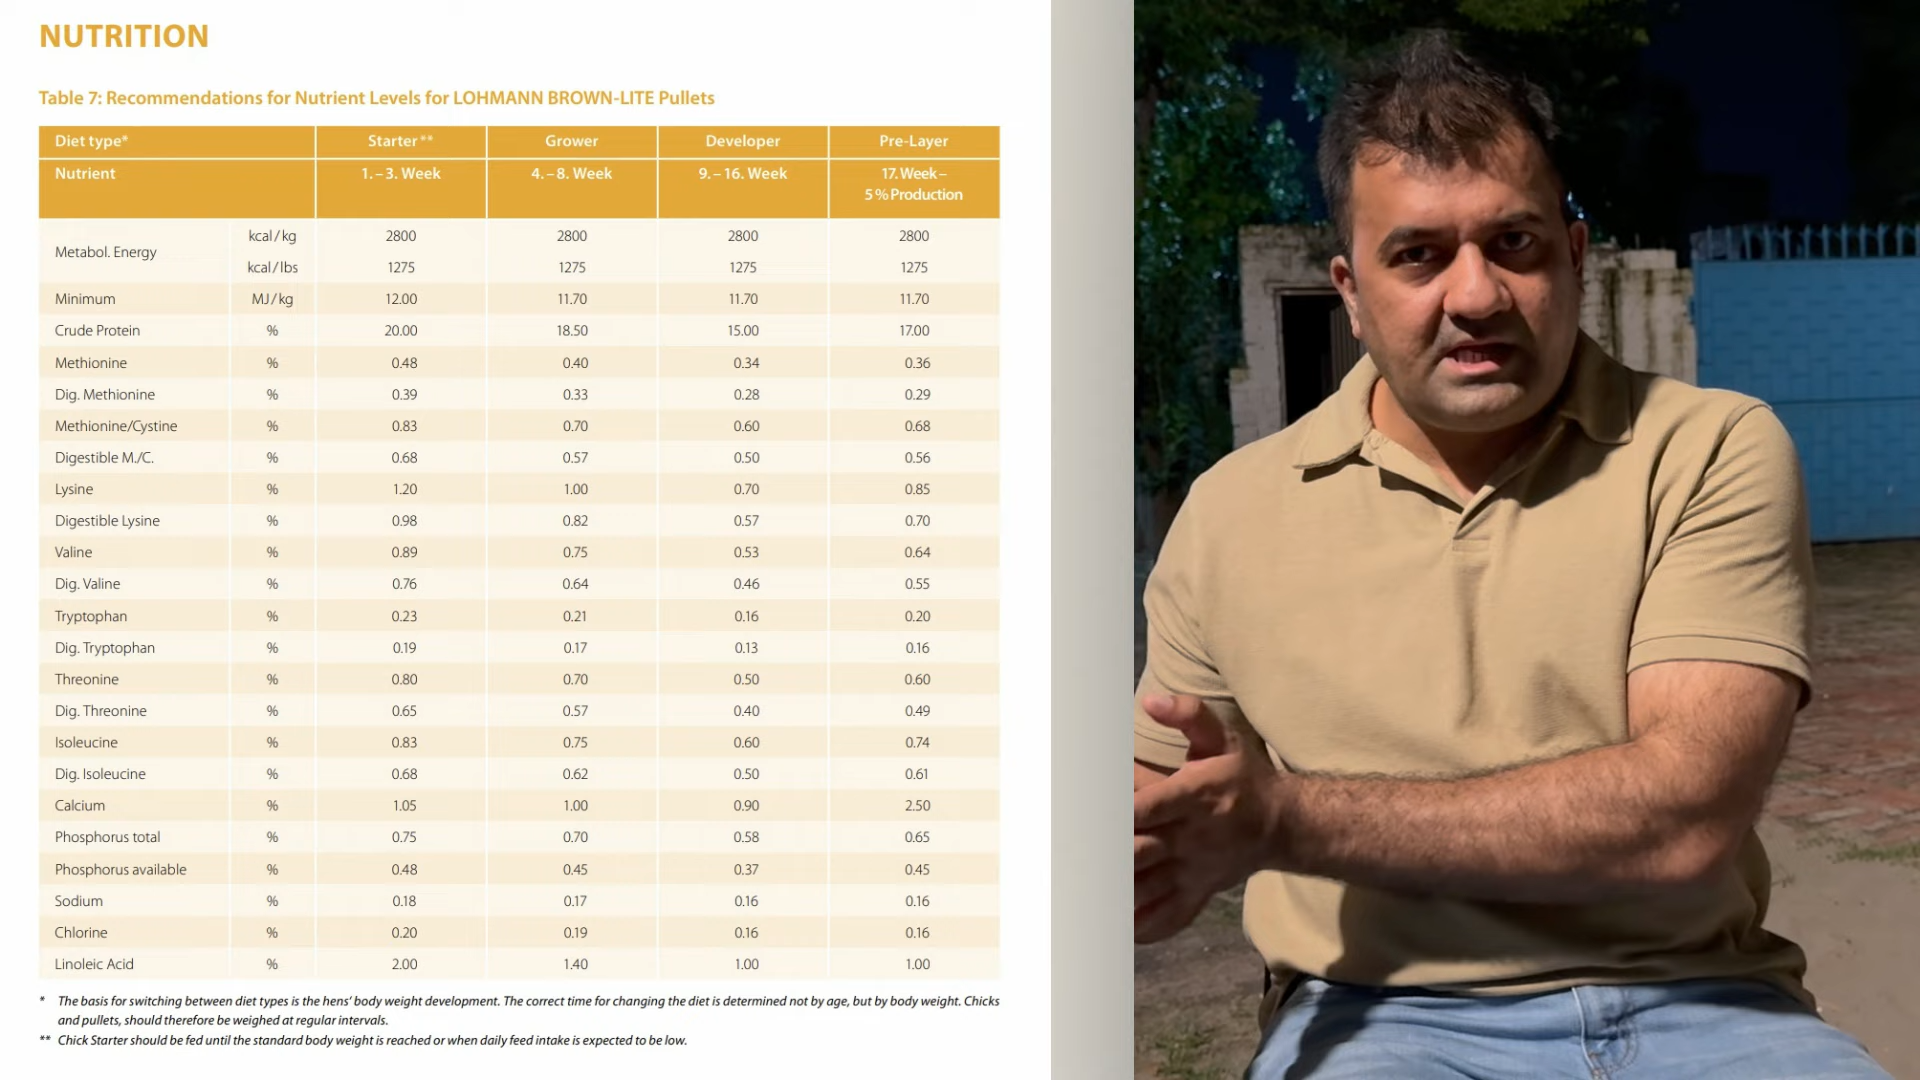 NUTRITION
Table 7: Recommendations for Nutrient Levels for LOHMANN BROWN-LITE Pullets
Diet type* Starter ** Grower Developer Pre-Layer
Nutrient 1. – 3. Week 4. – 8. Week 9. – 16. Week 17. Week –
5 % Production
Metabol. Energy kcal / kg 2800 2800 2800 2800
kcal / lbs 1275 1275 1275 1275
Minimum MJ / kg 12.00 11.70 11.70 11.70
Crude Protein % 20.00 18.50 15.00 17.00
Methionine % 0.48 0.40 0.34 0.36
Dig. Methionine % 0.39 0.33 0.28 0.29
Methionine/Cystine % 0.83 0.70 0.60 0.68
Digestible M./C. % 0.68 0.57 0.50 0.56
Lysine % 1.20 1.00 0.70 0.85
Digestible Lysine % 0.98 0.82 0.57 0.70
Valine % 0.89 0.75 0.53 0.64
Dig. Valine % 0.76 0.64 0.46 0.55
Tryptophan % 0.23 0.21 0.16 0.20
Dig. Tryptophan % 0.19 0.17 0.13 0.16
Threonine % 0.80 0.70 0.50 0.60
Dig. Threonine % 0.65 0.57 0.40 0.49
Isoleucine % 0.83 0.75 0.60 0.74
Dig. Isoleucine % 0.68 0.62 0.50 0.61
Calcium % 1.05 1.00 0.90 2.50
Phosphorus total % 0.75 0.70 0.58 0.65
Phosphorus available % 0.48 0.45 0.37 0.45
Sodium % 0.18 0.17 0.16 0.16
Chlorine % 0.20 0.19 0.16 0.16
Linoleic Acid % 2.00 1.40 1.00 1.00
* The basis for switching between diet types is the hens' body weight development. The correct time for changing the diet is determined not by age, but by body weight. Chicks
and pullets, should therefore be weighed at regular intervals.
** Chick Starter should be fed until the standard body weight is reached or when daily feed intake is expected to be low.